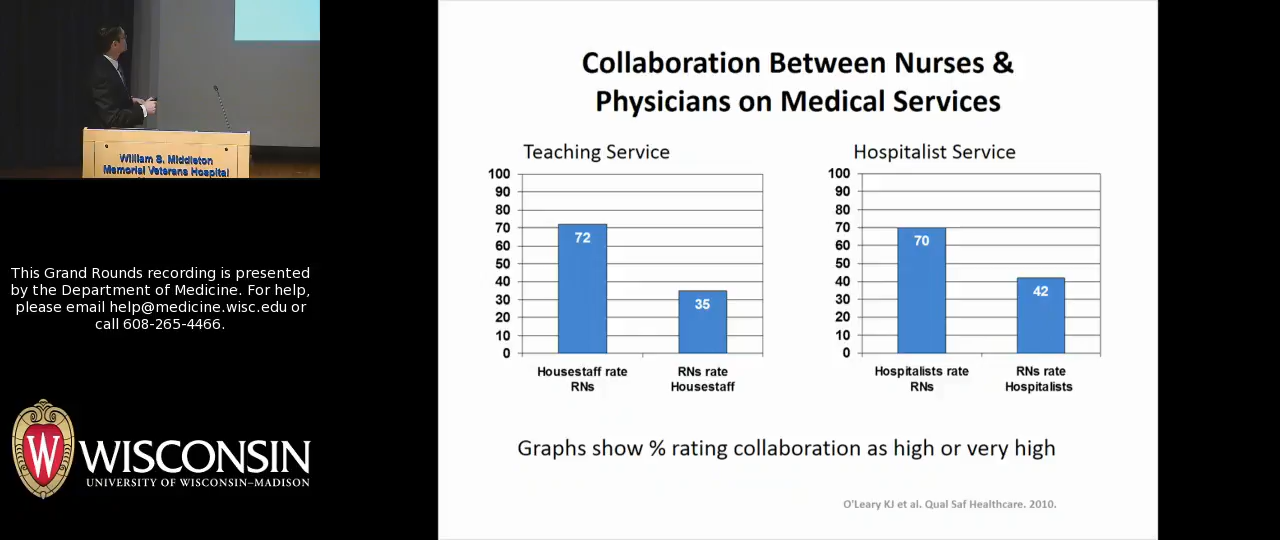 William S. Middleton
Memorial Veterans Hospital
This Grand Rounds recording is presented
by the Department of Medicine. For help,
please email help@medicine.wisc.edu or
call 608-265-4466.
W
WISCONSIN
UNIVERSITY OF WISCONSIN–MADISON
Collaboration Between Nurses &
Physicians on Medical Services
Teaching Service
100
90
80
70
60
50
40
30
20
10
0
72
35
Housestaff rate
RNs
RNs rate
Housestaff
Hospitalist Service
100
90
80
70
60
50
40
30
20
10
0
70
42
Hospitalists rate
RNs
RNs rate
Hospitalists
Graphs show % rating collaboration as high or very high
O'Leary KJ et al. Qual Saf Healthcare. 2010.